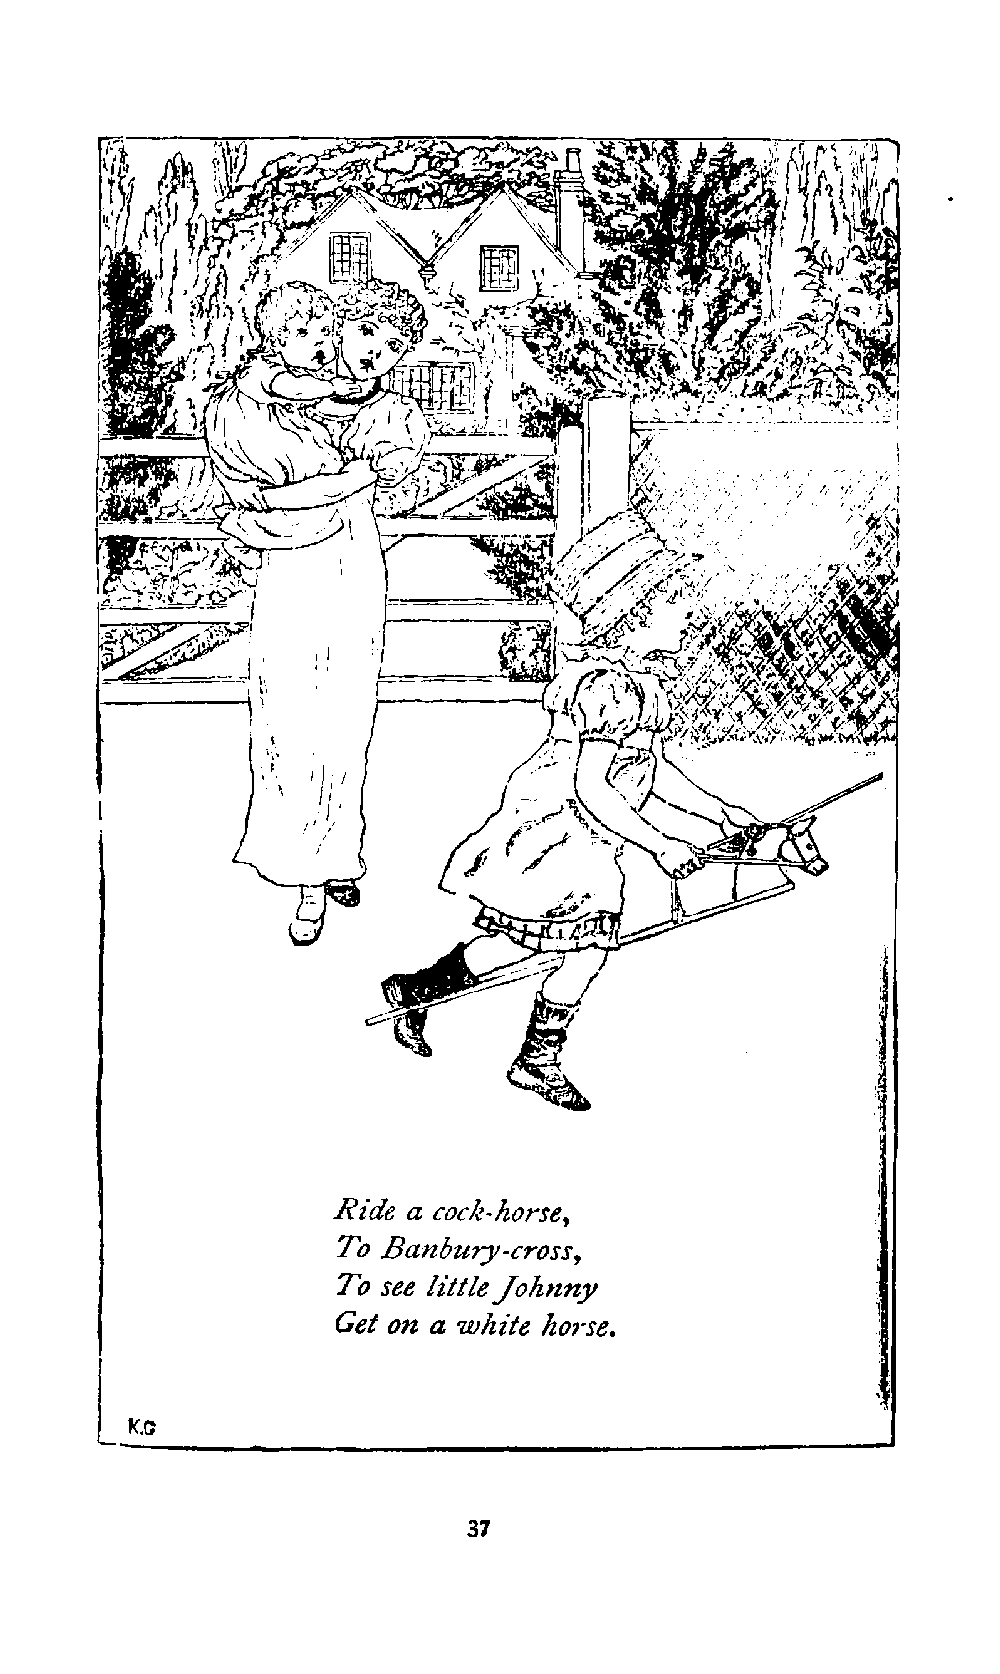 Ride a cock-horse,
To Banbury-cross,
To see little Johnny
Get on a white horse.
K.G
37